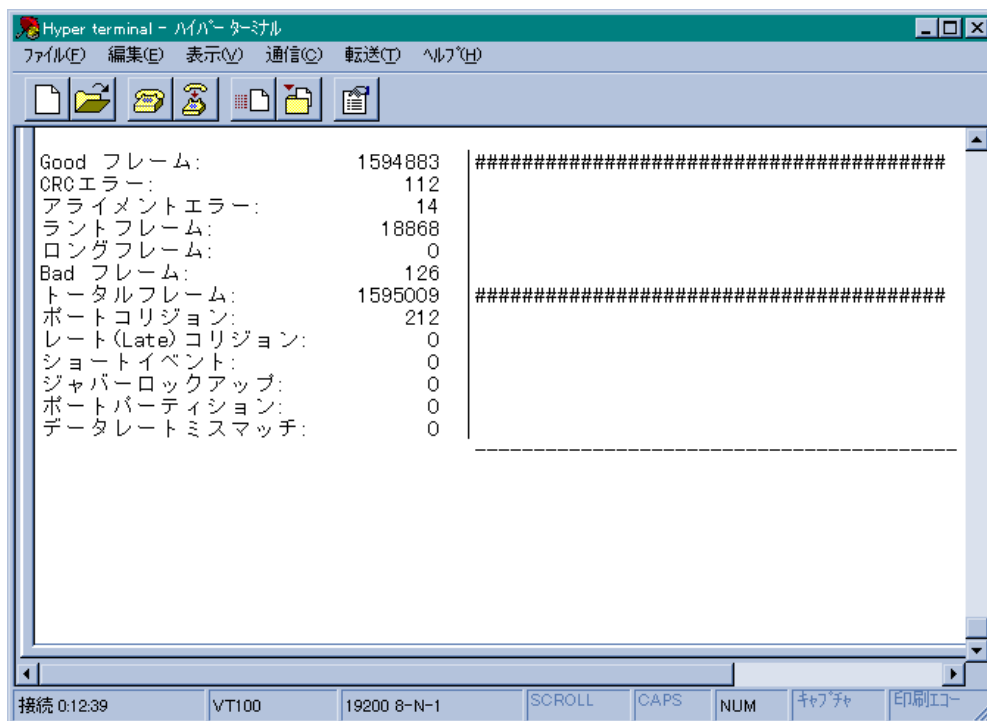 Hyper terminal - ﾊｲﾊﾟｰ ﾀｰﾐﾅﾙ
ﾌｧｲﾙ(F) 編集(E) 表示(V) 通信(C) 転送(T) ﾍﾙﾌﾟ(H)
Good フレーム: 1594883 ########################################
CRCエラー: 112
アライメントエラー: 14
ラントフレーム: 18868
ロングフレーム: 0
Bad フレーム: 126
トータルフレーム: 1595009 ########################################
ポートコリジョン: 212
レート(Late)コリジョン: 0
ショートイベント: 0
ジャバーロックアップ: 0
ポートパーティション: 0
データレートミスマッチ: 0
-----------------------------------------
接続 0:12:39 VT100 19200 8-N-1 SCROLL CAPS NUM ｷｬﾌﾟﾁｬ 印刷ｴｺｰ